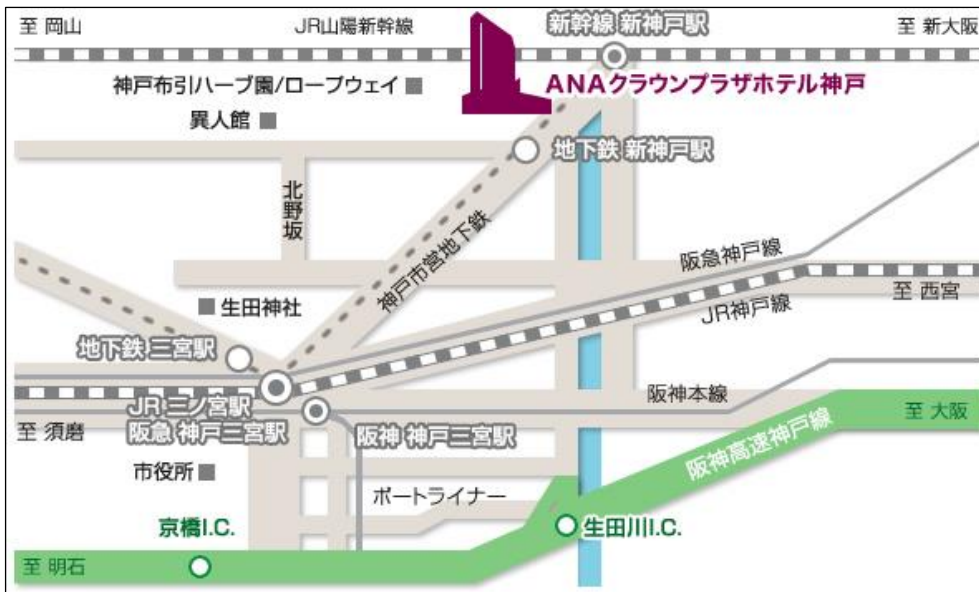 至 岡山
JR山陽新幹線
新幹線 新神戸駅
至 新大阪
神戸布引ハーブ園/ロープウェイ
ANAクラウンプラザホテル神戸
異人館
地下鉄 新神戸駅
北野坂
神戸市営地下鉄
阪急神戸線
至 西宮
生田神社
JR神戸線
地下鉄 三宮駅
JR 三ノ宮駅
阪神本線
至 大阪
至 須磨
阪急 神戸三宮駅
阪神 神戸三宮駅
阪神高速神戸線
市役所
ポートライナー
京橋I.C.
生田川I.C.
至 明石